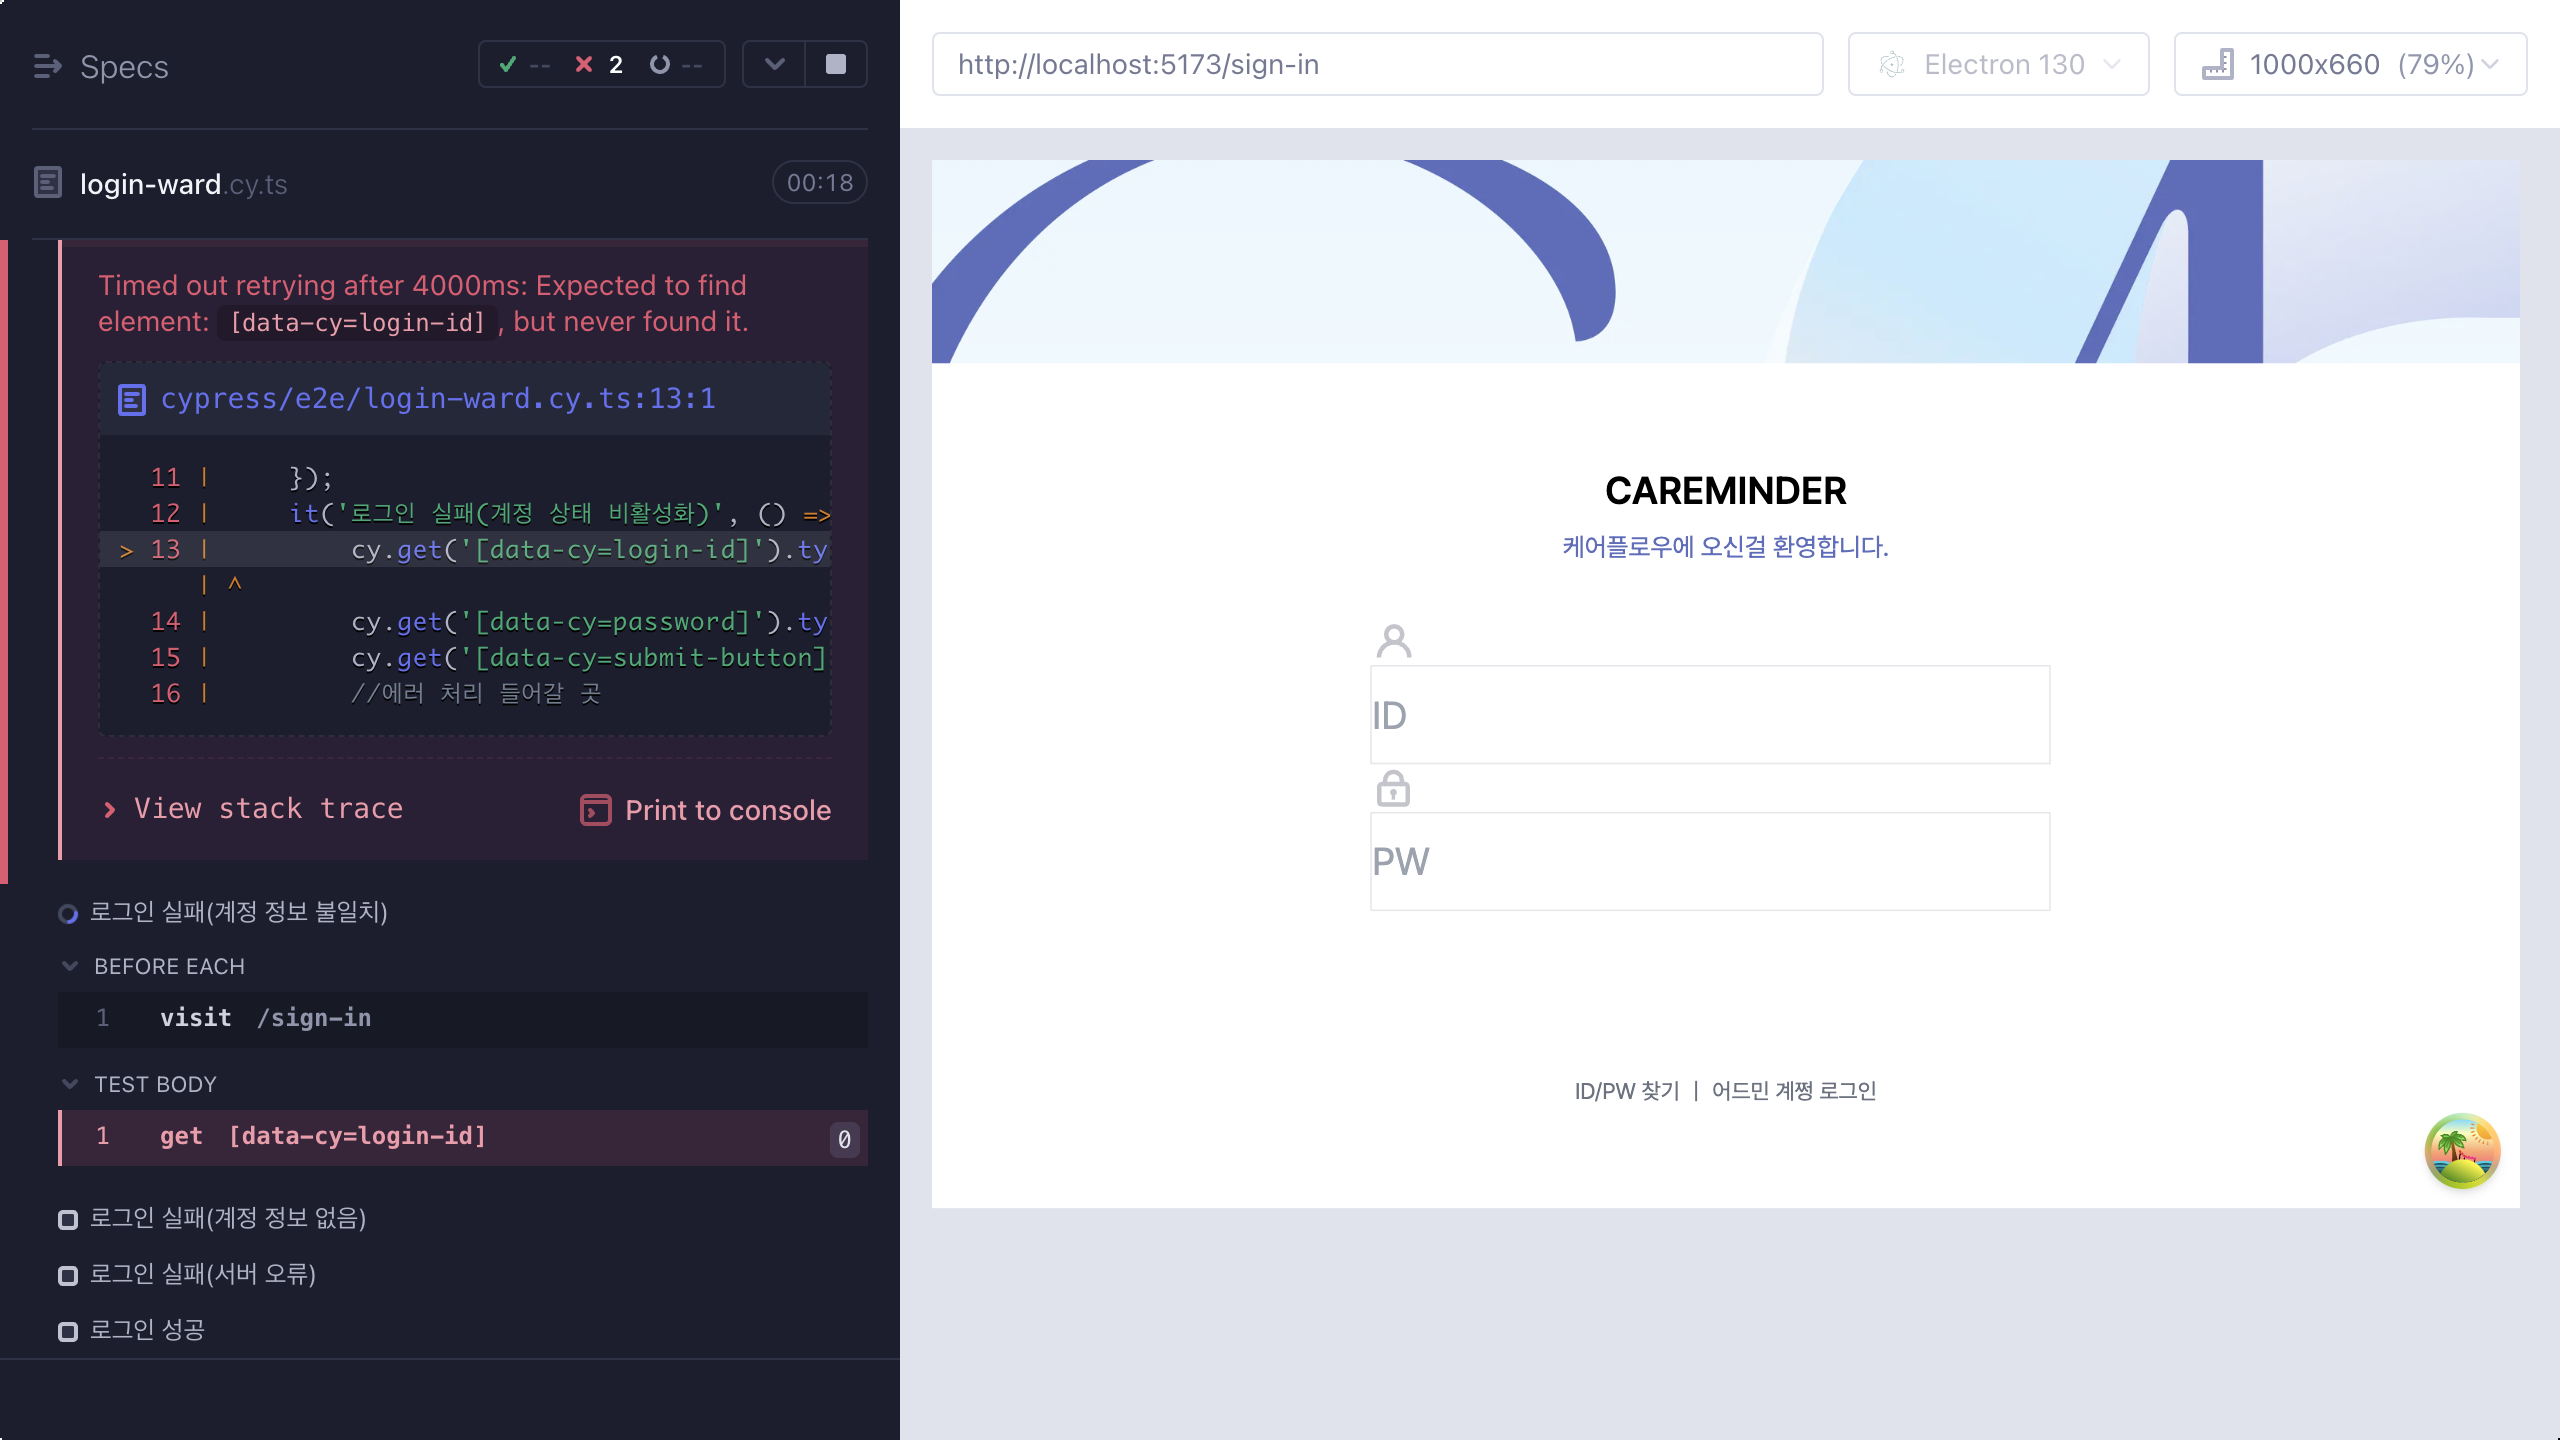 Specs
-- 2 --
login-ward.cy.ts
00:18
Timed out retrying after 4000ms: Expected to find
element: [data-cy=login-id] , but never found it.
cypress/e2e/login-ward.cy.ts:13:1
11 | });
12 | it('로그인 실패(계정 상태 비활성화)', () =>
> 13 | cy.get('[data-cy=login-id]').ty
| ^
14 | cy.get('[data-cy=password]').ty
15 | cy.get('[data-cy=submit-button]
16 | //에러 처리 들어갈 곳
View stack trace
Print to console
로그인 실패(계정 정보 불일치)
BEFORE EACH
1 visit /sign-in
TEST BODY
1 get [data-cy=login-id] 0
로그인 실패(계정 정보 없음)
로그인 실패(서버 오류)
로그인 성공
http://localhost:5173/sign-in
Electron 130
1000x660 (79%)
CAREMINDER
케어플로우에 오신걸 환영합니다.
ID
PW
ID/PW 찾기 | 어드민 계쩡 로그인